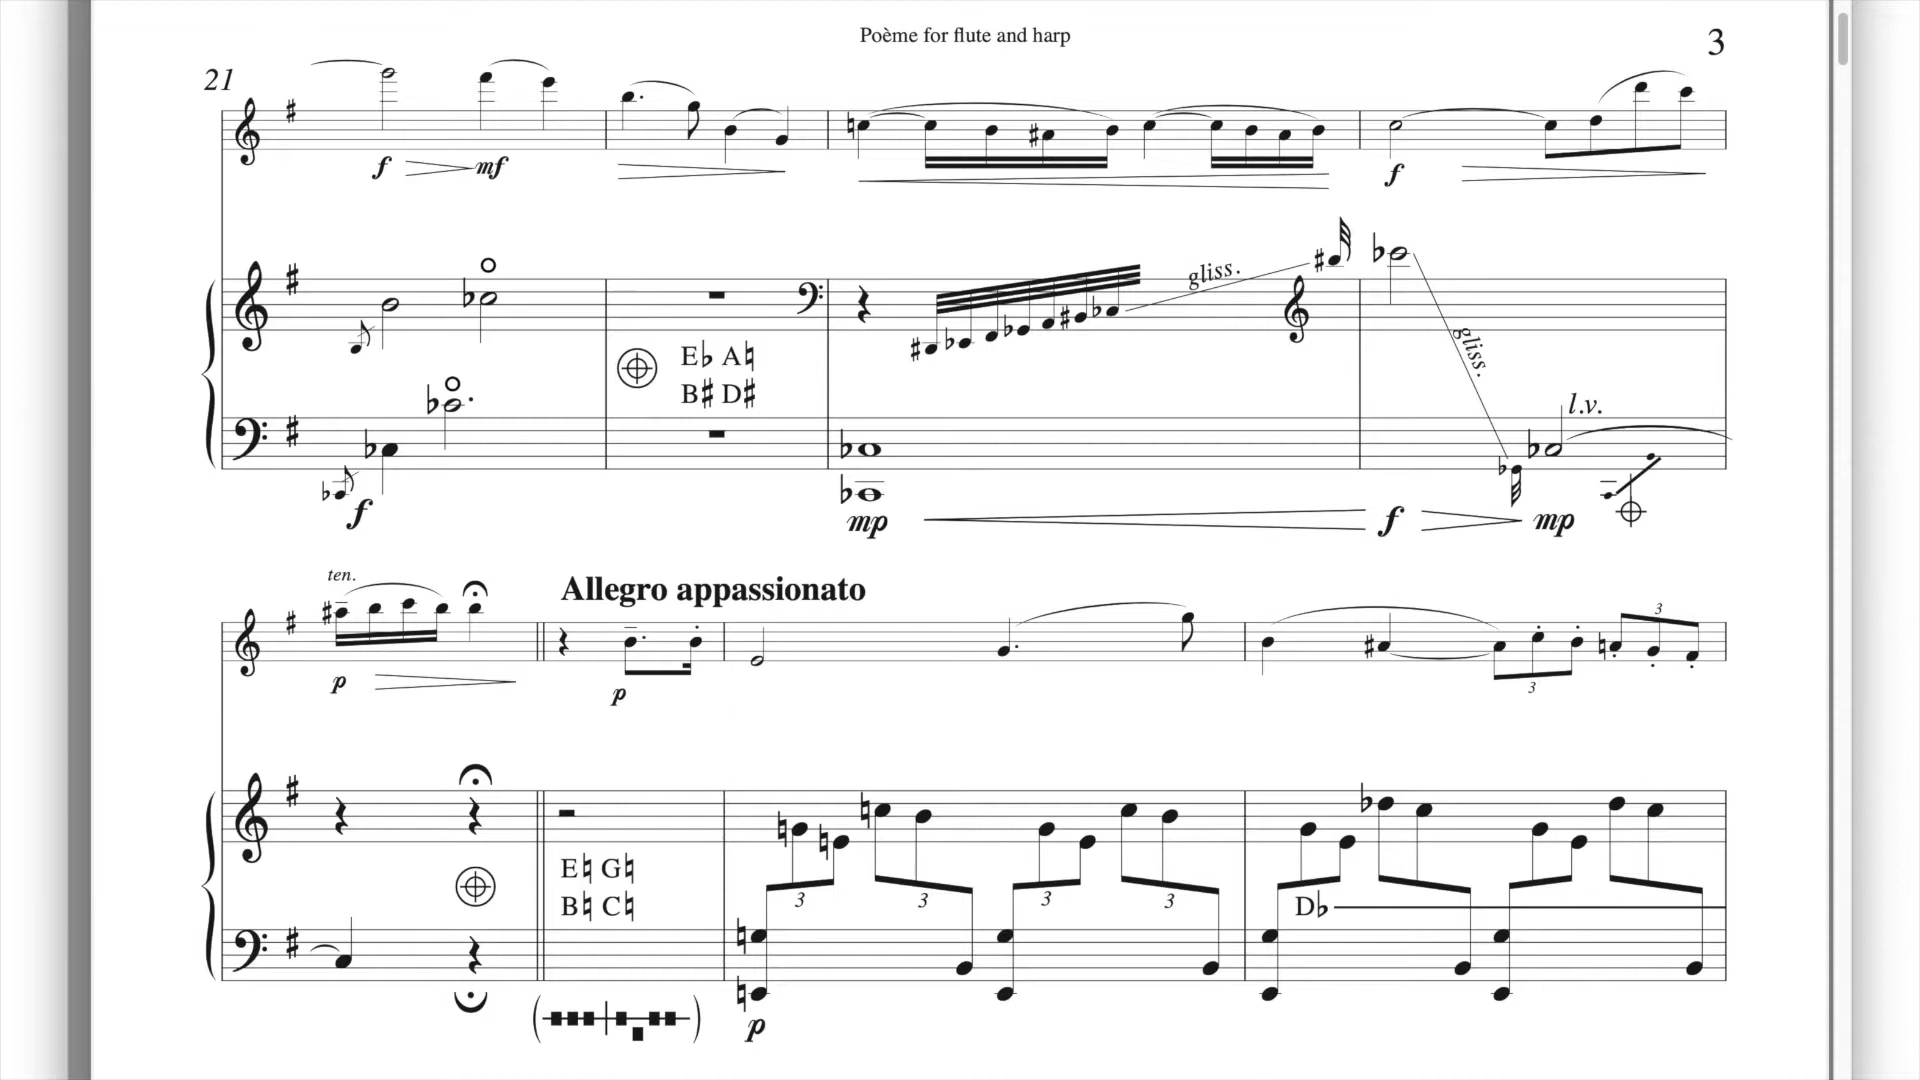 Poème for flute and harp
3
21
f mf f
gliss.
gliss.
E♭ A♮
B♯ D♯
l.v.
f mp f mp
ten.
Allegro appassionato
3
p p 3
E♮ G♮
B♮ C♮
3 3 3 3
D♭
p